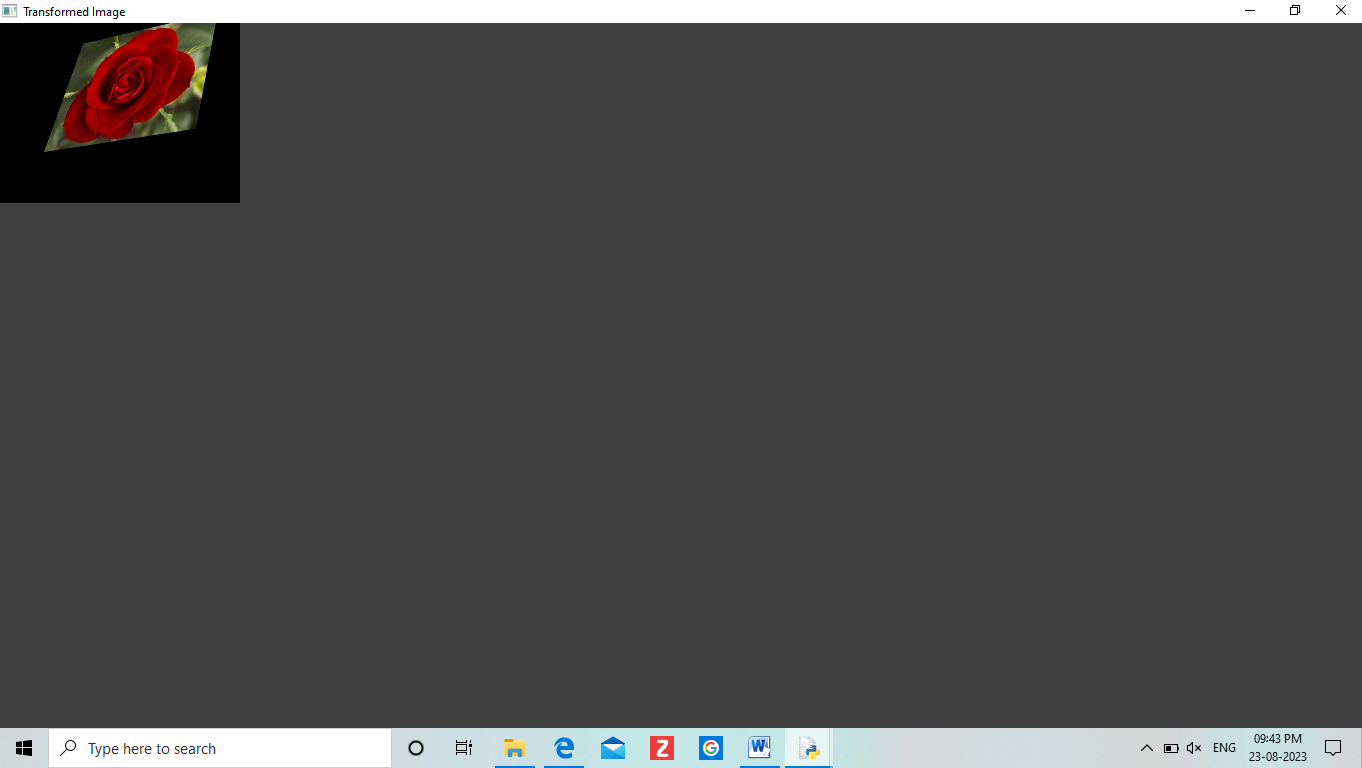 Transformed Image
Type here to search
ENG
09:43 PM
23-08-2023